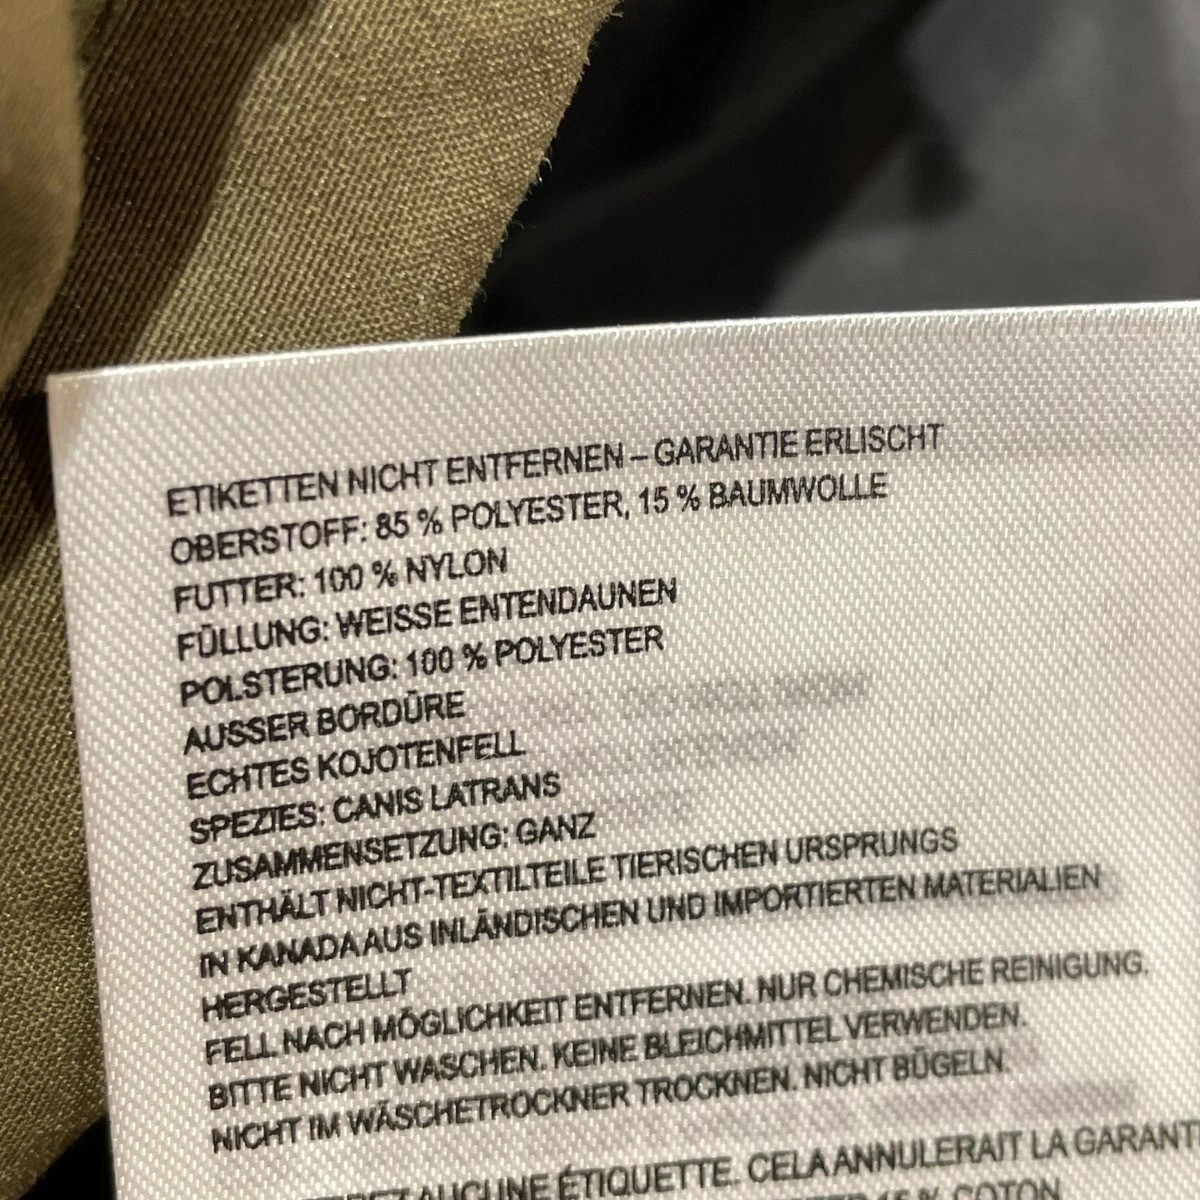 ETIKETTEN NICHT ENTFERNEN – GARANTIE ERLISCHT
OBERSTOFF: 85 % POLYESTER, 15 % BAUMWOLLE
FUTTER: 100 % NYLON
FÜLLUNG: WEISSE ENTENDAUNEN
POLSTERUNG: 100 % POLYESTER
AUSSER BORDÜRE
ECHTES KOJOTENFELL
SPEZIES: CANIS LATRANS
ZUSAMMENSETZUNG: GANZ
ENTHÄLT NICHT-TEXTILTEILE TIERISCHEN URSPRUNGS
IN KANADA AUS INLÄNDISCHEN UND IMPORTIERTEN MATERIALIEN
HERGESTELLT
FELL NACH MÖGLICHKEIT ENTFERNEN. NUR CHEMISCHE REINIGUNG.
BITTE NICHT WASCHEN. KEINE BLEICHMITTEL VERWENDEN.
NICHT IM WÄSCHETROCKNER TROCKNEN. NICHT BÜGELN.
AUCUNE ÉTIQUETTE. CELA ANNULERAIT LA GARANT
15 % COTON